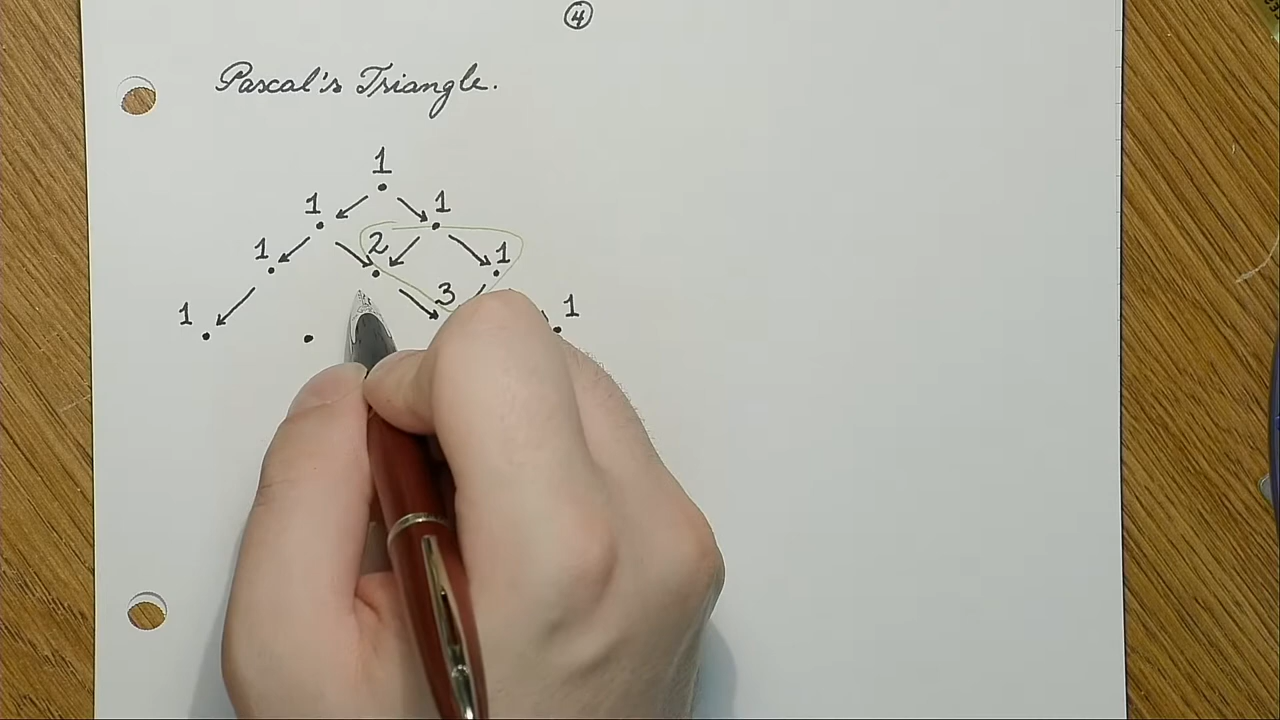 ④
Pascal's Triangle.
1
1 1
1 2 1
1 3 1